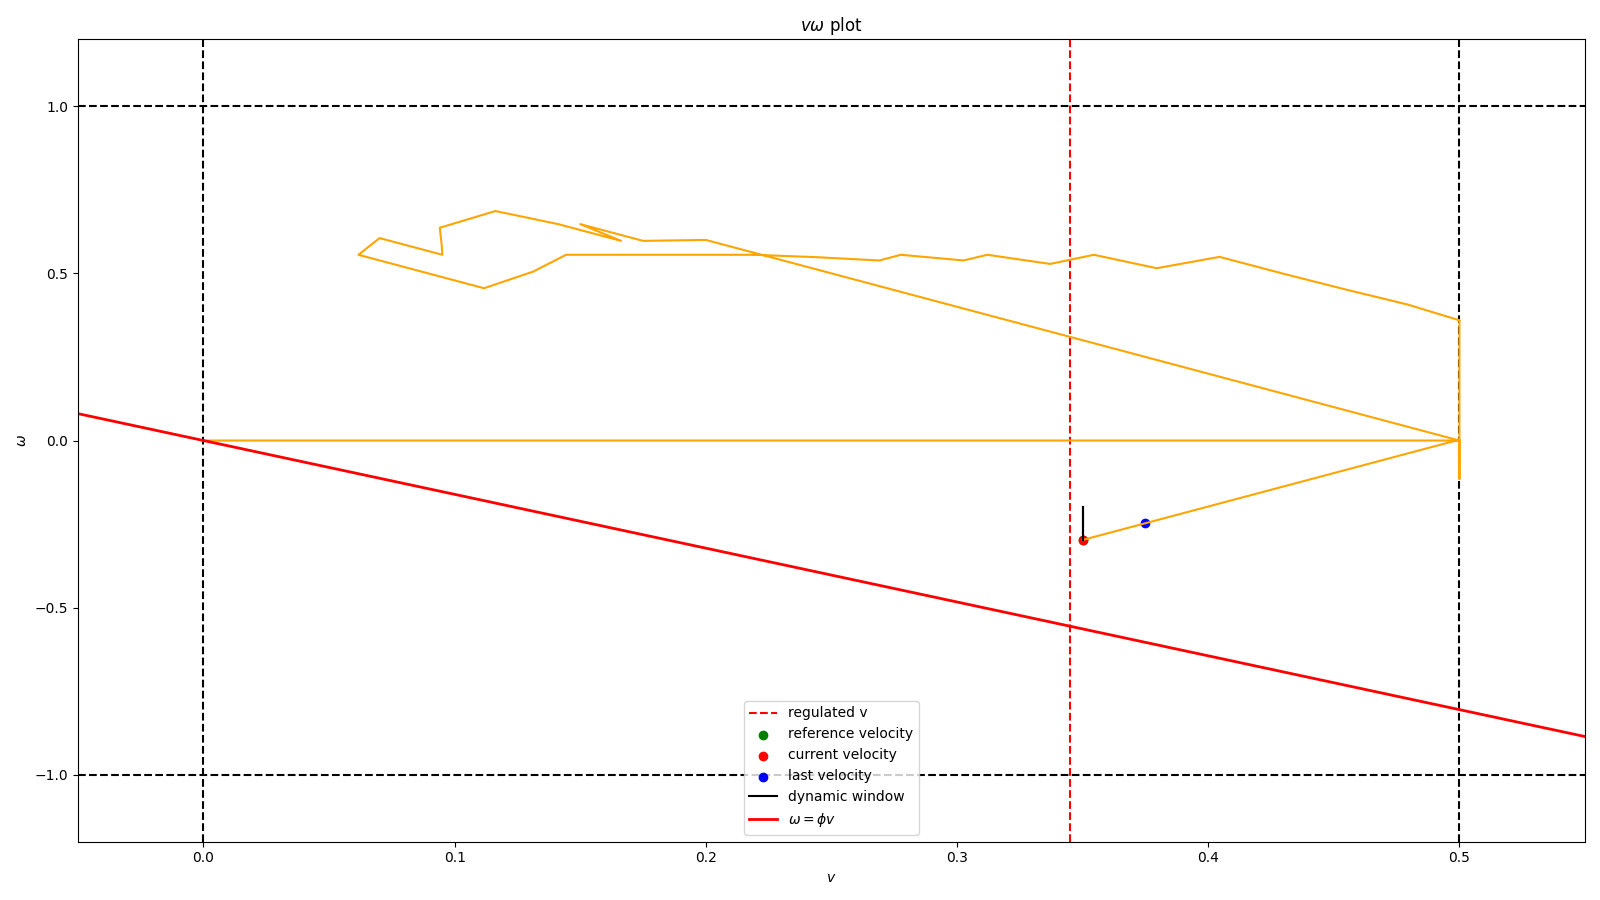 vω plot
1.0
0.5
0.0
−0.5
−1.0
ω
0.0
0.1
0.2
0.3
0.4
0.5
v
regulated v
reference velocity
current velocity
last velocity
dynamic window
ω = ϕv